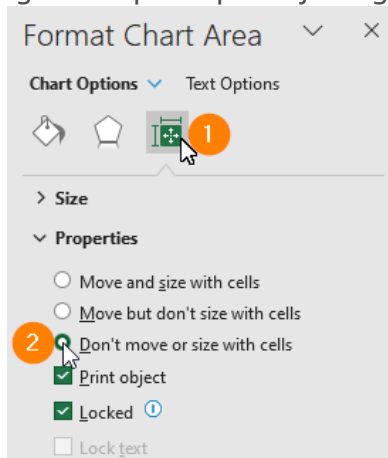 Format Chart Area
Chart Options Text Options
1
Size
Properties
Move and size with cells
Move but don't size with cells
2 Don't move or size with cells
Print object
Locked
Lock text